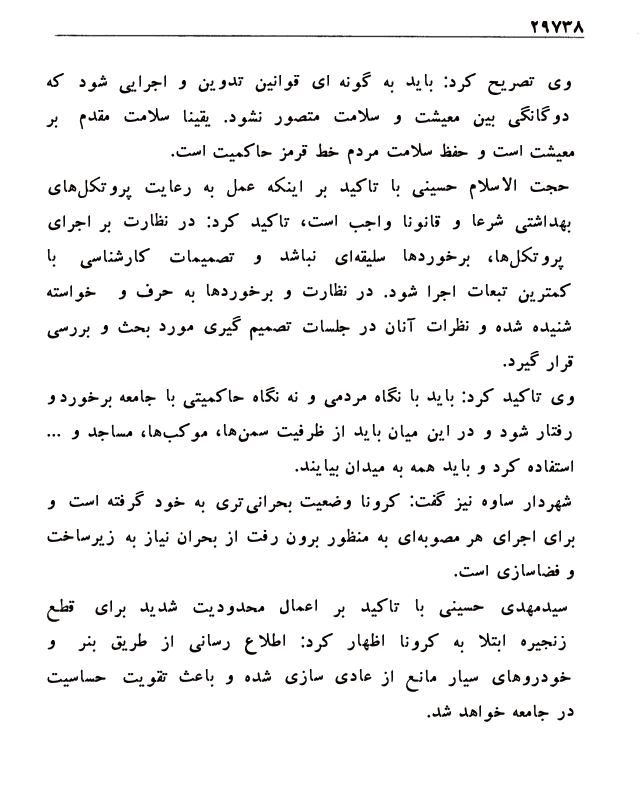 ۲۹۷۳۸
وی تصریح کرد: باید به گونه ای قوانین تدوین و اجرایی شود که
دوگانگی بین معیشت و سلامت متصور نشود. یقینا سلامت مقدم بر
معیشت است و حفظ سلامت مردم خط قرمز حاکمیت است.
حجت الاسلام حسینی با تاکید بر اینکه عمل به رعایت پروتکل‌های
بهداشتی شرعا و قانونا واجب است، تاکید کرد: در نظارت بر اجرای
پروتکل‌ها، برخوردها سلیقه‌ای نباشد و تصمیمات کارشناسی با
کمترین تبعات اجرا شود. در نظارت و برخوردها به حرف و خواسته
شنیده شده و نظرات آنان در جلسات تصمیم گیری مورد بحث و بررسی
قرار گیرد.
وی تاکید کرد: باید با نگاه مردمی و نه نگاه حاکمیتی با جامعه برخورد و
رفتار شود و در این میان باید از ظرفیت سمن‌ها، موکب‌ها، مساجد و ...
استفاده کرد و باید همه به میدان بیایند.
شهردار ساوه نیز گفت: کرونا وضعیت بحرانی‌تری به خود گرفته است و
برای اجرای هر مصوبه‌ای به منظور برون رفت از بحران نیاز به زیرساخت
و فضاسازی است.
سیدمهدی حسینی با تاکید بر اعمال محدودیت شدید برای قطع
زنجیره ابتلا به کرونا اظهار کرد: اطلاع رسانی از طریق بنر و
خودروهای سیار مانع از عادی سازی شده و باعث تقویت حساسیت
در جامعه خواهد شد.